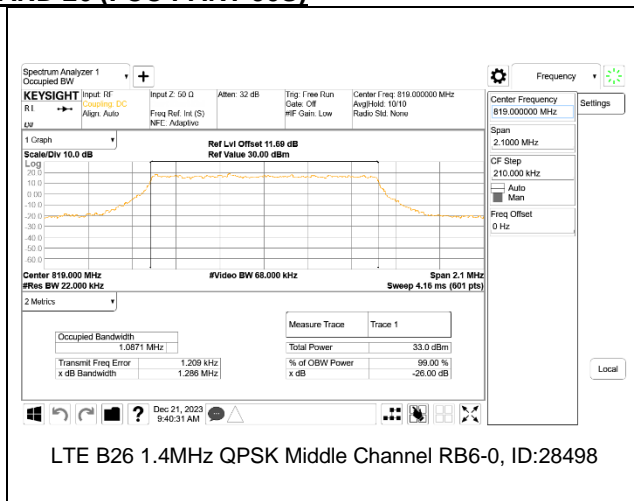 Spectrum Analyzer 1
Occupied BW
Frequency
KEYSIGHT
Input: RF
Coupling: DC
Align: Auto
Input Z: 50 Ω
Freq Ref: Int (S)
NFE: Adaptive
Atten: 32 dB
Trig: Free Run
Gate: Off
#IF Gain: Low
Center Freq: 819.000000 MHz
Avg|Hold: 10/10
Radio Std: None
Center Frequency
819.000000 MHz
Settings
Span
2.1000 MHz
CF Step
210.000 kHz
Auto
Man
Freq Offset
0 Hz
1 Graph
Scale/Div 10.0 dB
Ref Lvl Offset 11.69 dB
Ref Value 30.00 dBm
Log
20.0
10.0
0.00
-10.0
-20.0
-30.0
-40.0
-50.0
-60.0
Center 819.000 MHz
#Res BW 22.000 kHz
#Video BW 68.000 kHz
Span 2.1 MHz
Sweep 4.16 ms (601 pts)
2 Metrics
Measure Trace
Trace 1
Occupied Bandwidth
1.0871 MHz
Total Power
33.0 dBm
Transmit Freq Error
1.209 kHz
% of OBW Power
99.00 %
x dB Bandwidth
1.286 MHz
x dB
-26.00 dB
Local
Dec 21, 2023
9:40:31 AM
LTE B26 1.4MHz QPSK Middle Channel RB6-0, ID:28498